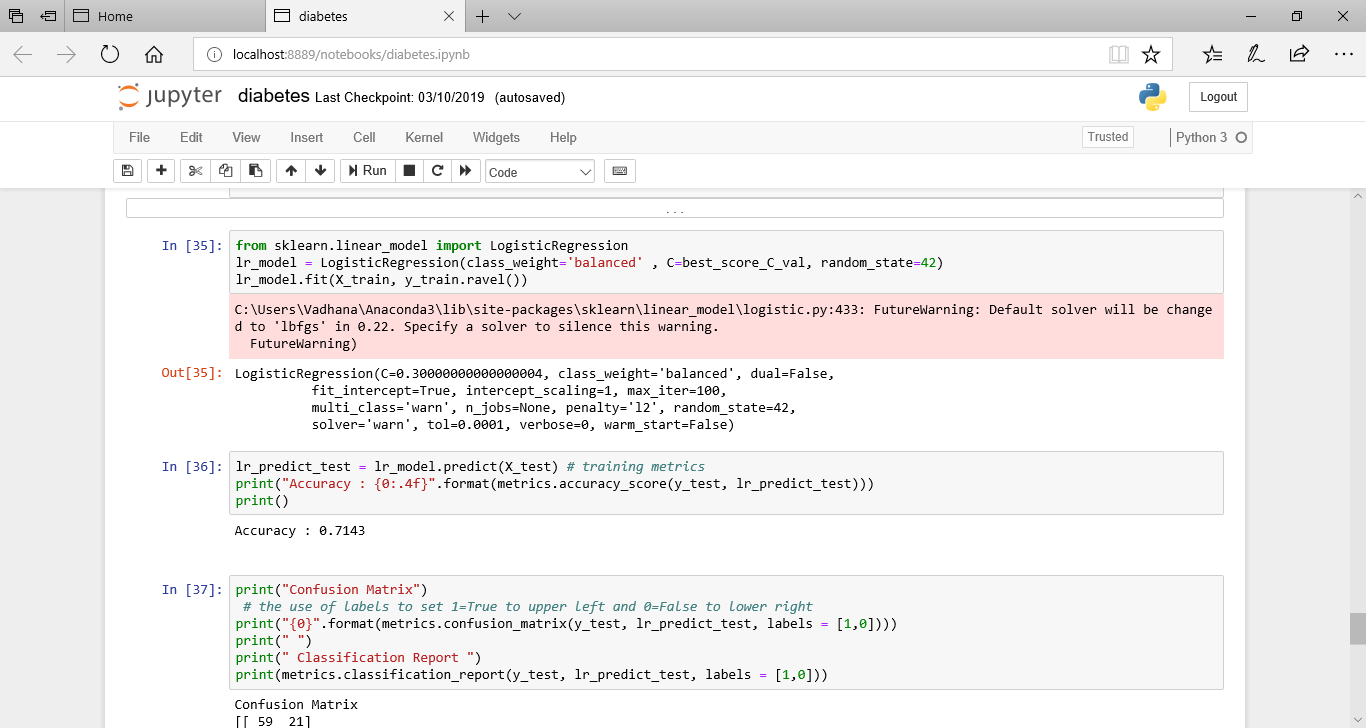 Home
diabetes
localhost:8889/notebooks/diabetes.ipynb
jupyter diabetes Last Checkpoint: 03/10/2019 (autosaved)
Logout
File Edit View Insert Cell Kernel Widgets Help
Trusted
Python 3
Run
Code
...
In [35]: from sklearn.linear_model import LogisticRegression
lr_model = LogisticRegression(class_weight='balanced' , C=best_score_C_val, random_state=42)
lr_model.fit(X_train, y_train.ravel())
C:\Users\Vadhana\Anaconda3\lib\site-packages\sklearn\linear_model\logistic.py:433: FutureWarning: Default solver will be change
d to 'lbfgs' in 0.22. Specify a solver to silence this warning.
FutureWarning)
Out[35]: LogisticRegression(C=0.30000000000000004, class_weight='balanced', dual=False,
fit_intercept=True, intercept_scaling=1, max_iter=100,
multi_class='warn', n_jobs=None, penalty='l2', random_state=42,
solver='warn', tol=0.0001, verbose=0, warm_start=False)
In [36]: lr_predict_test = lr_model.predict(X_test) # training metrics
print("Accuracy : {0:.4f}".format(metrics.accuracy_score(y_test, lr_predict_test)))
print()
Accuracy : 0.7143
In [37]: print("Confusion Matrix")
# the use of labels to set 1=True to upper left and 0=False to lower right
print("{0}".format(metrics.confusion_matrix(y_test, lr_predict_test, labels = [1,0])))
print(" ")
print(" Classification Report ")
print(metrics.classification_report(y_test, lr_predict_test, labels = [1,0]))
Confusion Matrix
[[ 59 21]